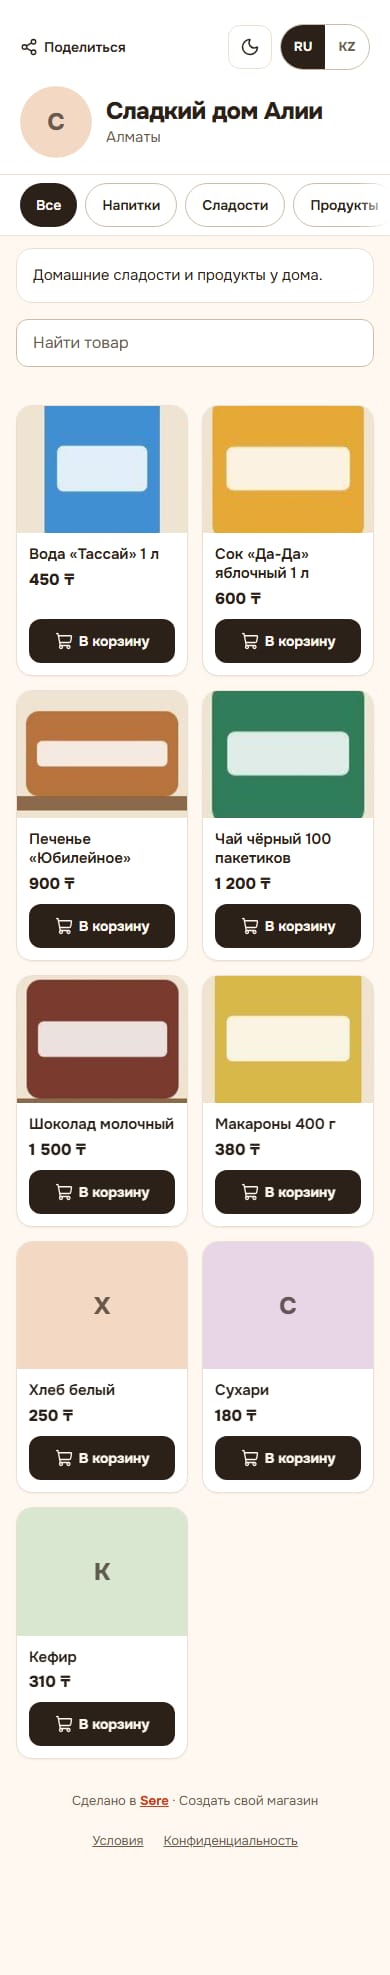 Поделиться
RU KZ
С
Сладкий дом Алии
Алматы
Все Напитки Сладости Продукты
Домашние сладости и продукты у дома.
Найти товар
Вода «Тассай» 1 л
450 ₸
В корзину
Сок «Да-Да»
яблочный 1 л
600 ₸
В корзину
Печенье
«Юбилейное»
900 ₸
В корзину
Чай чёрный 100
пакетиков
1 200 ₸
В корзину
Шоколад молочный
1 500 ₸
В корзину
Макароны 400 г
380 ₸
В корзину
Х
Хлеб белый
250 ₸
В корзину
С
Сухари
180 ₸
В корзину
К
Кефир
310 ₸
В корзину
Сделано в Sere · Создать свой магазин
Условия Конфиденциальность